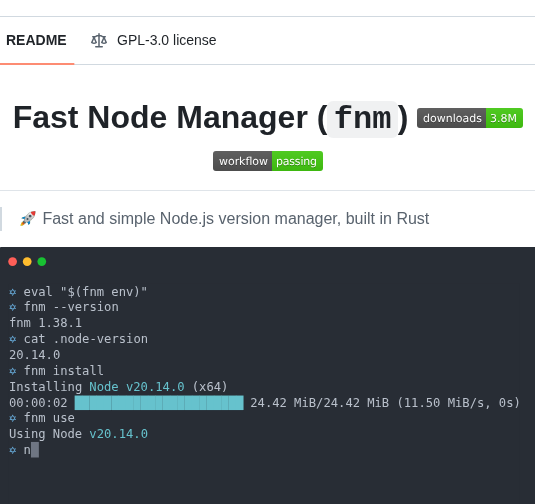 README GPL-3.0 license
Fast Node Manager (fnm) downloads 3.8M
workflow passing
🚀 Fast and simple Node.js version manager, built in Rust
eval "$(fnm env)"
fnm --version
fnm 1.38.1
cat .node-version
20.14.0
fnm install
Installing Node v20.14.0 (x64)
00:00:02 ███████████████████████ 24.42 MiB/24.42 MiB (11.50 MiB/s, 0s)
fnm use
Using Node v20.14.0
n